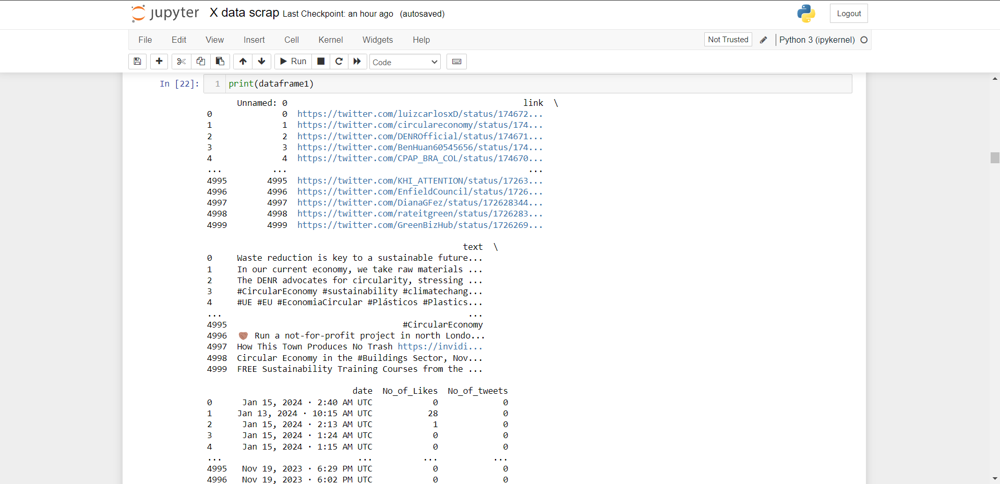 jupyter X data scrap Last Checkpoint: an hour ago (autosaved) Logout
File Edit View Insert Cell Kernel Widgets Help Not Trusted Python 3 (ipykernel)
Run Code
In [22]: 1 print(dataframe1)
Unnamed: 0 link \
0 0 https://twitter.com/luizcarlosxD/status/174672...
1 1 https://twitter.com/circulareconomy/status/174...
2 2 https://twitter.com/DENROfficial/status/174671...
3 3 https://twitter.com/BenHuan60545656/status/174...
4 4 https://twitter.com/CPAP_BRA_COL/status/174670...
... ... ...
4995 4995 https://twitter.com/KHI_ATTENTION/status/17263...
4996 4996 https://twitter.com/EnfieldCouncil/status/1726...
4997 4997 https://twitter.com/DianaGFez/status/172628344...
4998 4998 https://twitter.com/rateitgreen/status/1726283...
4999 4999 https://twitter.com/GreenBizHub/status/1726269...
text \
0 Waste reduction is key to a sustainable future...
1 In our current economy, we take raw materials ...
2 The DENR advocates for circularity, stressing ...
3 #CircularEconomy #sustainability #climatechang...
4 #UE #EU #EconomiaCircular #Plásticos #Plastics...
... ...
4995 #CircularEconomy
4996 Run a not-for-profit project in north Londo...
4997 How This Town Produces No Trash https://invidi...
4998 Circular Economy in the #Buildings Sector, Nov...
4999 FREE Sustainability Training Courses from the ...
date No_of_Likes No_of_tweets
0 Jan 15, 2024 · 2:40 AM UTC 0 0
1 Jan 13, 2024 · 10:15 AM UTC 28 0
2 Jan 15, 2024 · 2:13 AM UTC 1 0
3 Jan 15, 2024 · 1:24 AM UTC 0 0
4 Jan 15, 2024 · 1:15 AM UTC 0 0
... ... ... ...
4995 Nov 19, 2023 · 6:29 PM UTC 0 0
4996 Nov 19, 2023 · 6:02 PM UTC 0 0